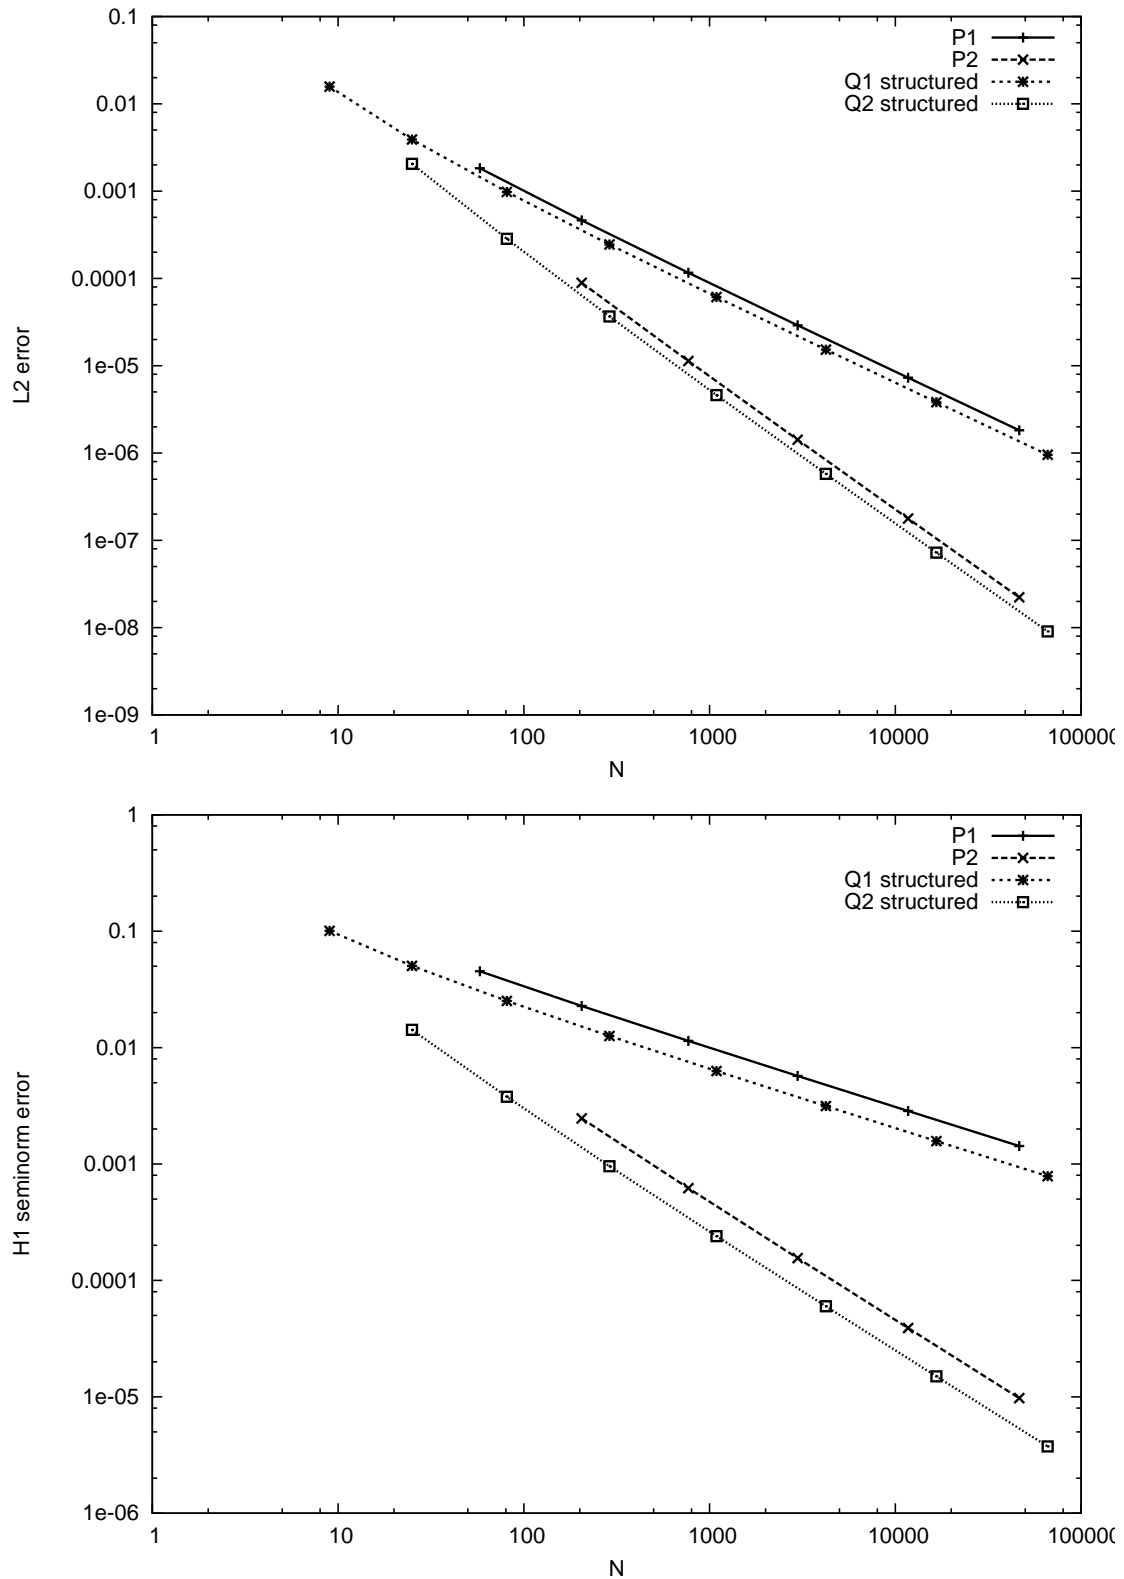 0.1
0.01
0.001
0.0001
1e-05
1e-06
1e-07
1e-08
1e-09
L2 error
P1
P2
Q1 structured
Q2 structured
1 10 100 1000 10000 100000
N
1
0.1
0.01
0.001
0.0001
1e-05
1e-06
H1 seminorm error
P1
P2
Q1 structured
Q2 structured
1 10 100 1000 10000 100000
N